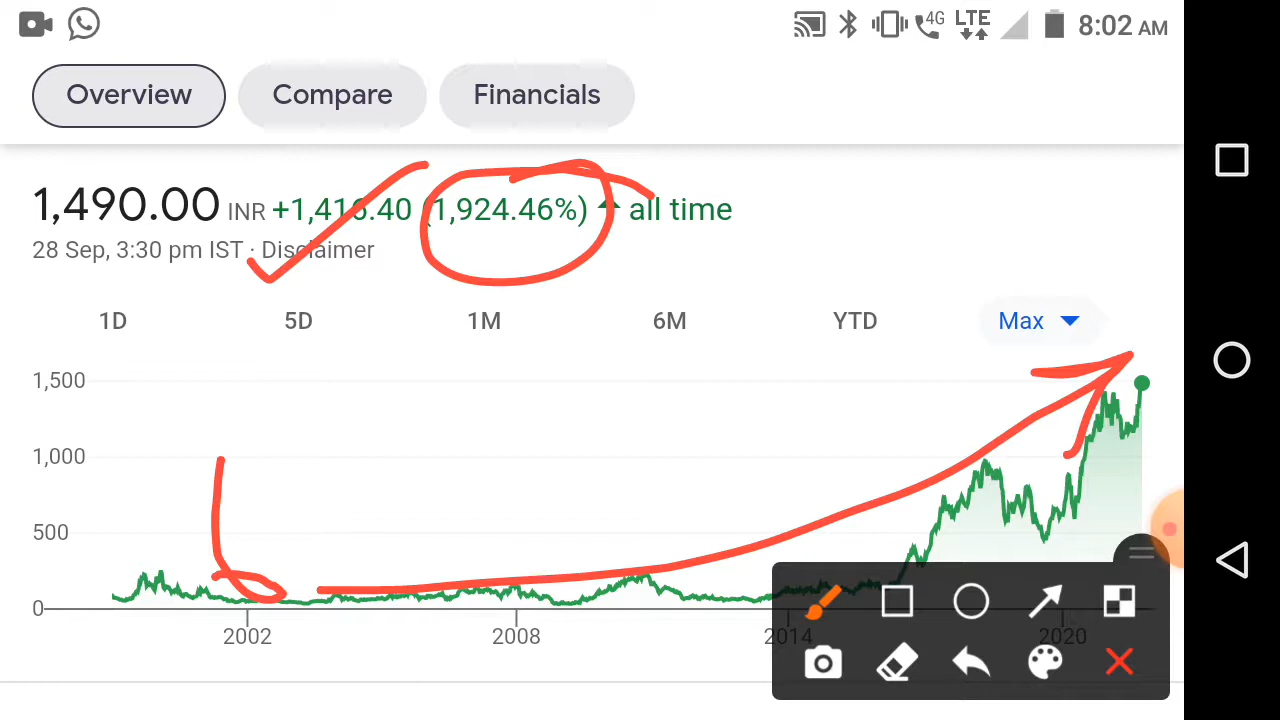 4G LTE 8:02 AM
Overview Compare Financials
1,490.00 INR +1,416.40 (1,924.46%) all time
28 Sep, 3:30 pm IST · Disclaimer
1D 5D 1M 6M YTD Max
1,500
1,000
500
0
2002 2008 2014 2020